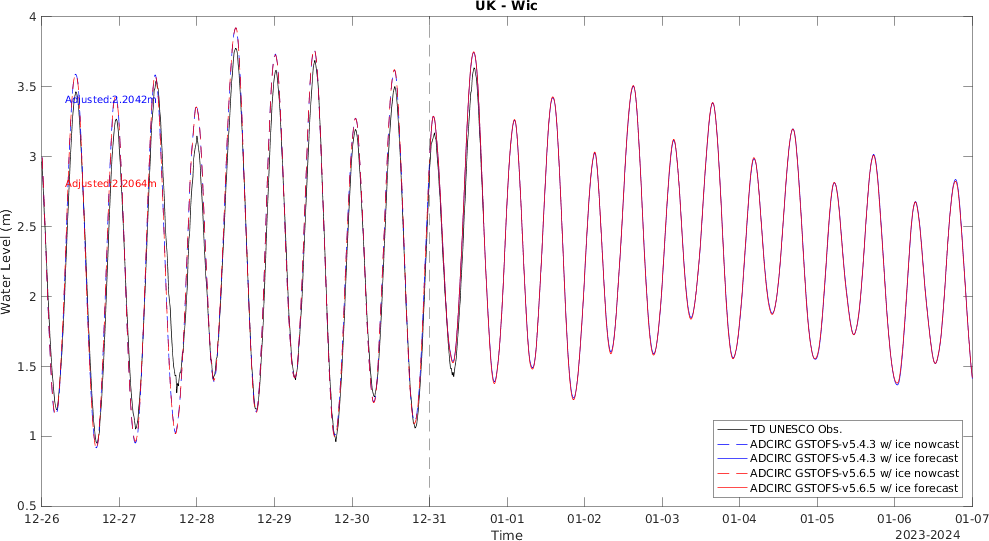 UK - Wic
4
3.5
3
2.5
2
1.5
1
0.5
Water Level (m)
Adjusted:2.2042m
Adjusted:2.2064m
TD UNESCO Obs.
ADCIRC GSTOFS-v5.4.3 w/ ice nowcast
ADCIRC GSTOFS-v5.4.3 w/ ice forecast
ADCIRC GSTOFS-v5.6.5 w/ ice nowcast
ADCIRC GSTOFS-v5.6.5 w/ ice forecast
12-26 12-27 12-28 12-29 12-30 12-31 01-01 01-02 01-03 01-04 01-05 01-06 01-07
Time
2023-2024